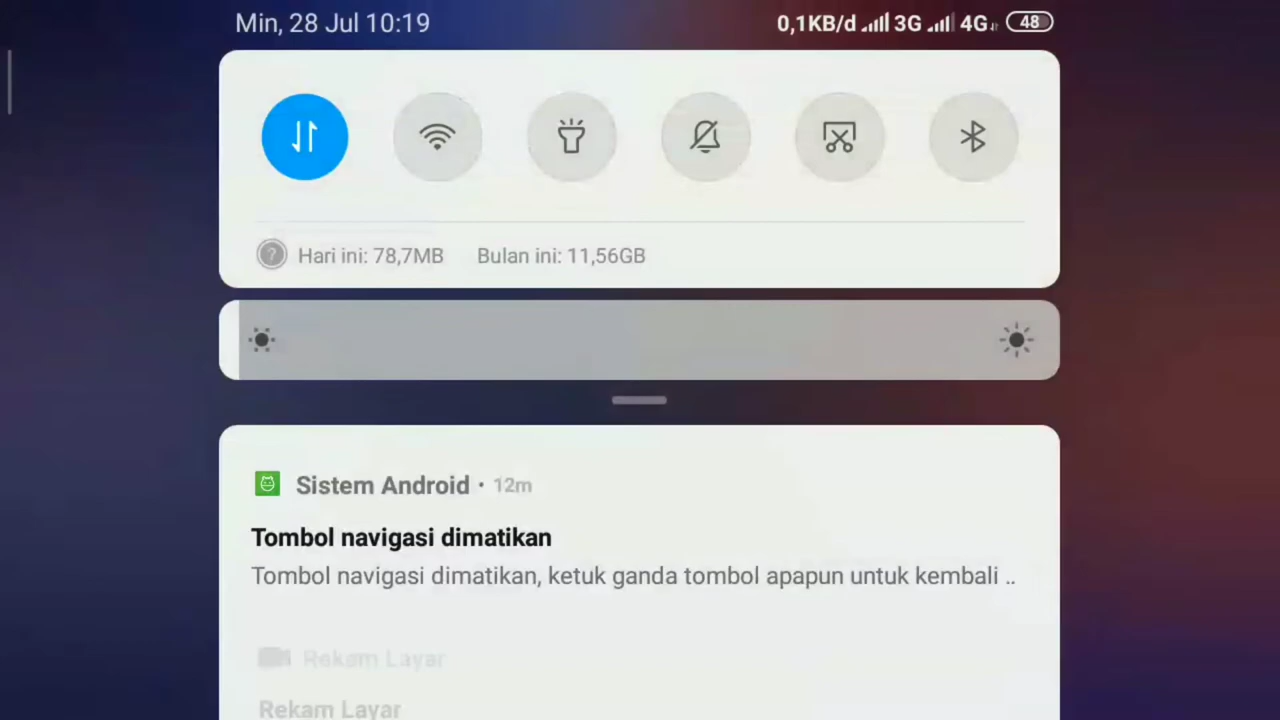 Min, 28 Jul 10:19
0,1KB/d 3G 4G 48
Hari ini: 78,7MB Bulan ini: 11,56GB
Sistem Android • 12m
Tombol navigasi dimatikan
Tombol navigasi dimatikan, ketuk ganda tombol apapun untuk kembali ..
Rekam Layar
Rekam Layar